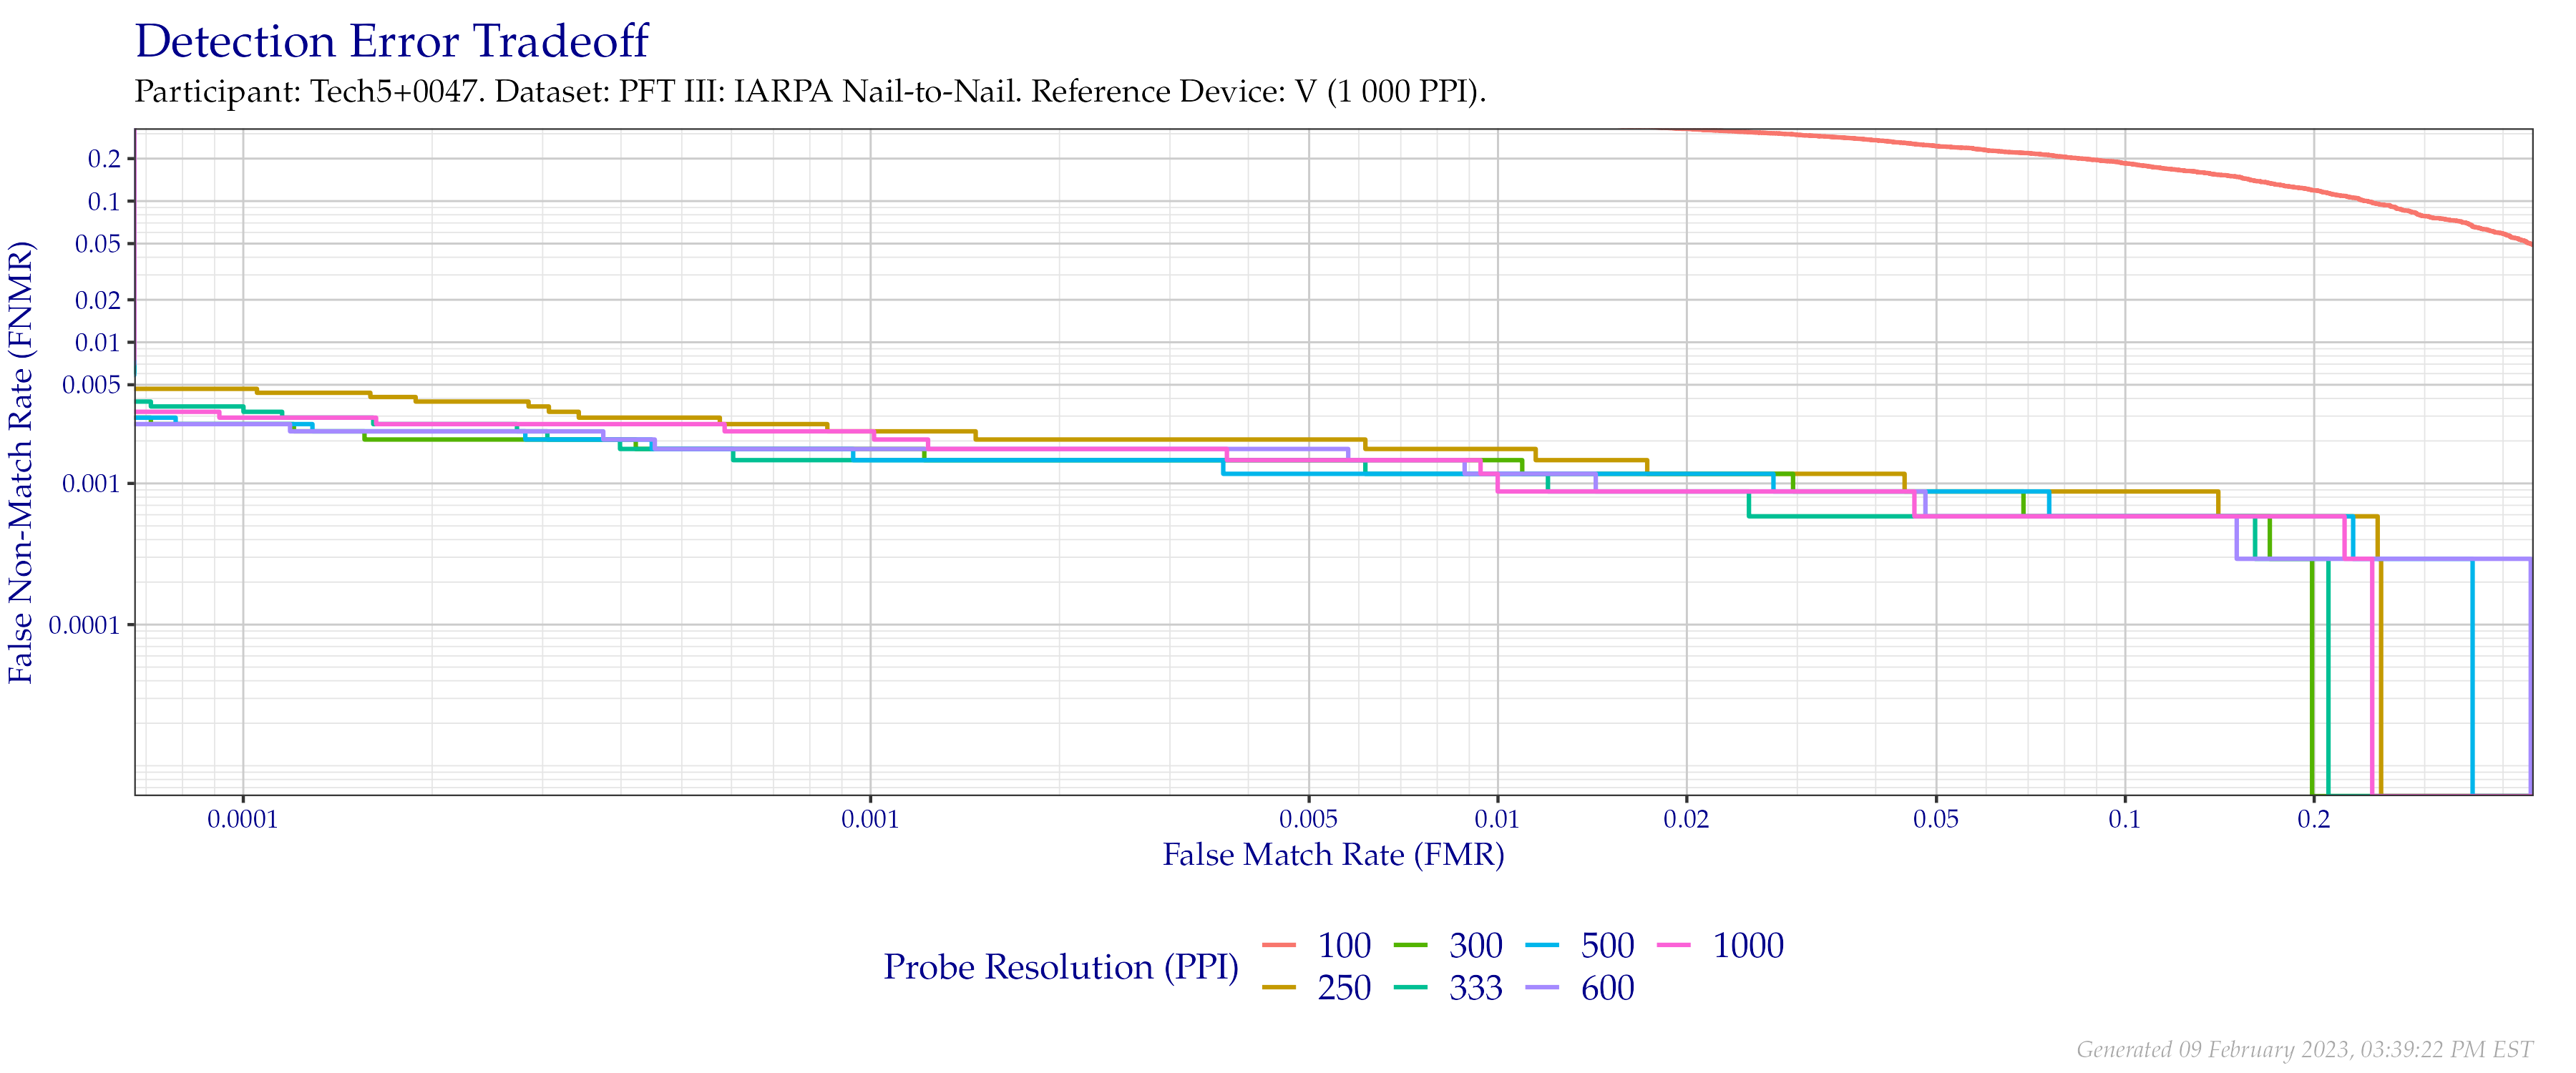 Detection Error Tradeoff
Participant: Tech5+0047. Dataset: PFT III: IARPA Nail-to-Nail. Reference Device: V (1 000 PPI).
False Non-Match Rate (FNMR)
0.2
0.1
0.05
0.02
0.01
0.005
0.001
0.0001
0.0001 0.001 0.005 0.01 0.02 0.05 0.1 0.2
False Match Rate (FMR)
Probe Resolution (PPI)
100 300 500 1000
250 333 600
Generated 09 February 2023, 03:39:22 PM EST